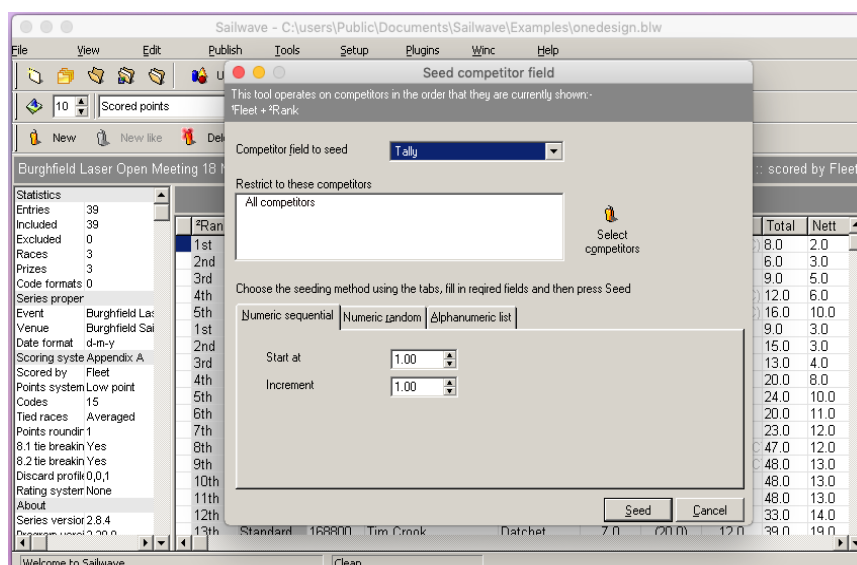 Sailwave - C:\users\Public\Documents\Sailwave\Examples\onedesign.blw
File View Edit Publish Tools Setup Plugins Winc Help
Seed competitor field
This tool operates on competitors in the order that they are currently shown:-
¹Fleet + ²Rank
10 Scored points
New New like
Burghfield Laser Open Meeting 18
:: scored by Fleet
Competitor field to seed Tally
Restrict to these competitors
All competitors
Select
competitors
Choose the seeding method using the tabs, fill in reqired fields and then press Seed
Numeric sequential Numeric random Alphanumeric list
Start at 1.00
Increment 1.00
Seed Cancel
Statistics
Entries 39
Included 39
Excluded 0
Races 3
Prizes 3
Code formats 0
Series proper
Event Burghfield Las
Venue Burghfield Sai
Date format d-m-y
Scoring syste Appendix A
Scored by Fleet
Points system Low point
Codes 15
Tied races Averaged
Points roundin 1
8.1 tie breakin Yes
8.2 tie breakin Yes
Discard profile 0,0,1
Rating system None
About
Series version 2.8.4
²Ran Total Nett
1st 8.0 2.0
2nd 6.0 3.0
3rd 9.0 5.0
4th 12.0 6.0
5th 16.0 10.0
1st 9.0 3.0
2nd 15.0 3.0
3rd 13.0 4.0
4th 20.0 8.0
5th 24.0 10.0
6th 20.0 11.0
7th 23.0 12.0
8th 47.0 12.0
9th 48.0 13.0
10th 48.0 13.0
11th 48.0 13.0
12th 33.0 14.0
13th Standard 168800 Tim Crook Datchet 7.0 (20.0) 12.0 39.0 19.0
Welcome to Sailwave Clean